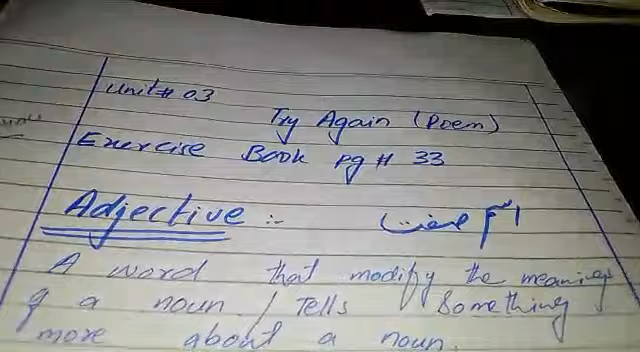 Unit# 03
Try Again (Poem)
Exercise Book pg # 33
Adjective :- اسم صفت
A word that modify the meanings
of a noun / Tells Something
more about a noun.